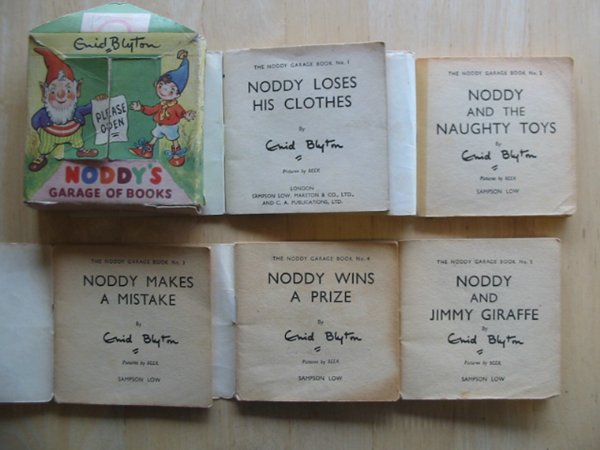 Enid Blyton
PLEASE
OPEN
NODDY'S
GARAGE OF BOOKS
THE NODDY GARAGE BOOK No. 1
NODDY LOSES
HIS CLOTHES
By
Enid Blyton
Pictures by BEEK
LONDON
SAMPSON LOW, MARSTON & CO., LTD.,
AND C. A. PUBLICATIONS, LTD.
THE NODDY GARAGE BOOK No. 2
NODDY
AND THE
NAUGHTY TOYS
By
Enid Blyton
Pictures by BEEK
SAMPSON LOW
THE NODDY GARAGE BOOK No. 3
NODDY MAKES
A MISTAKE
By
Enid Blyton
Pictures by BEEK
SAMPSON LOW
THE NODDY GARAGE BOOK No. 4
NODDY WINS
A PRIZE
By
Enid Blyton
Pictures by BEEK
SAMPSON LOW
THE NODDY GARAGE BOOK No. 5
NODDY
AND
JIMMY GIRAFFE
By
Enid Blyton
Pictures by BEEK
SAMPSON LOW